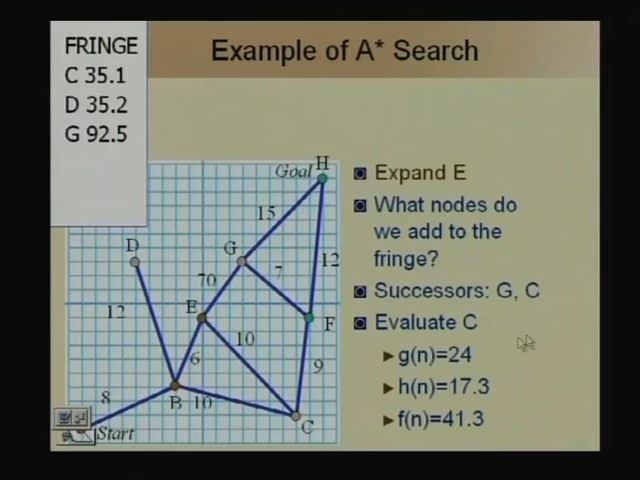 FRINGE
C 35.1
D 35.2
G 92.5
Example of A* Search
Goal H
15
D
G
12
70
7
12
E
F
10
6
9
8
B 10
C
Start
Expand E
What nodes do
we add to the
fringe?
Successors: G, C
Evaluate C
g(n)=24
h(n)=17.3
f(n)=41.3